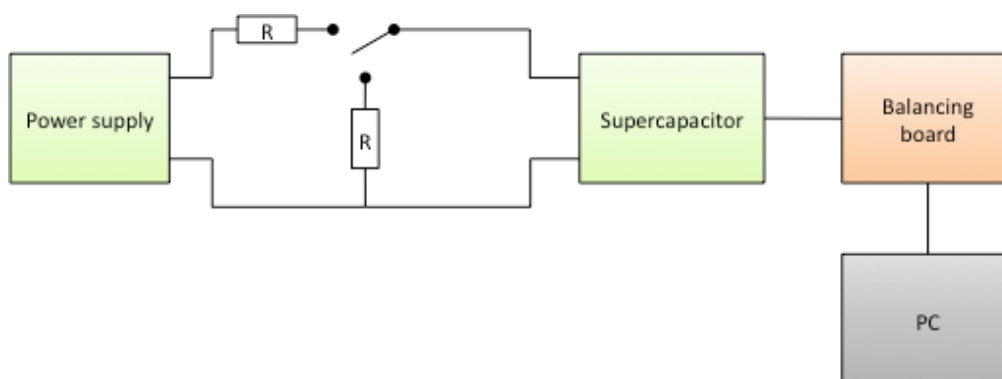 R
Power supply
R
Supercapacitor
Balancing
board
PC